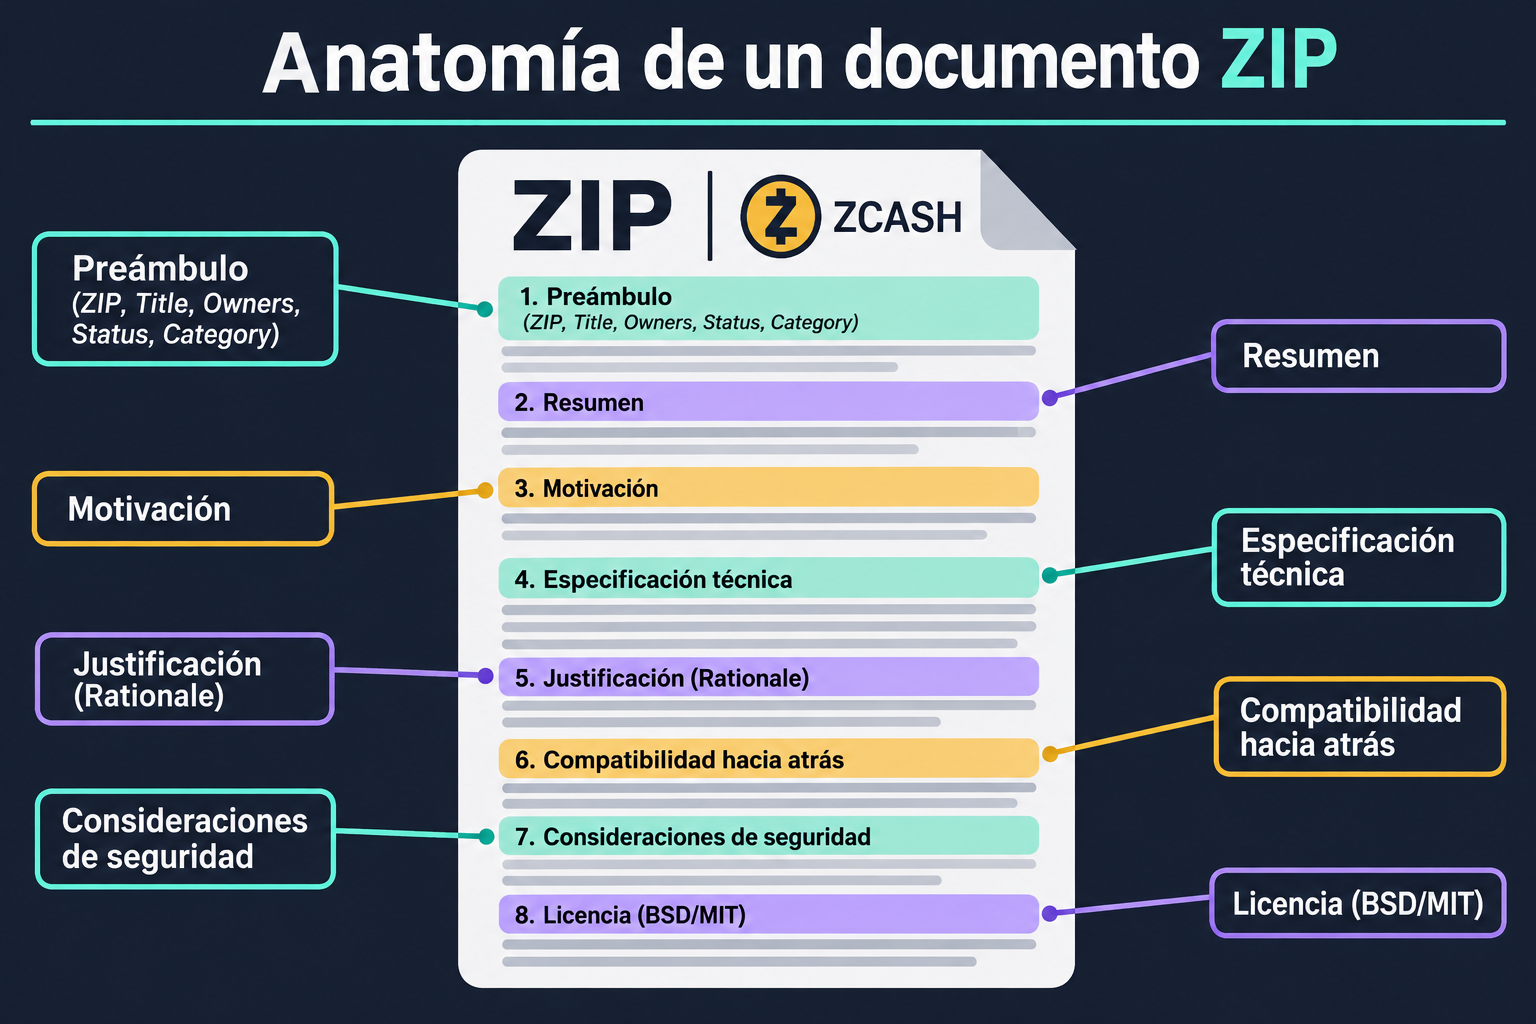 Anatomía de un documento ZIP
ZIP | ZCASH
Preámbulo
(ZIP, Title, Owners,
Status, Category)
Motivación
Justificación
(Rationale)
Consideraciones
de seguridad
1. Preámbulo
(ZIP, Title, Owners, Status, Category)
2. Resumen
3. Motivación
4. Especificación técnica
5. Justificación (Rationale)
6. Compatibilidad hacia atrás
7. Consideraciones de seguridad
8. Licencia (BSD/MIT)
Resumen
Especificación
técnica
Compatibilidad
hacia atrás
Licencia (BSD/MIT)